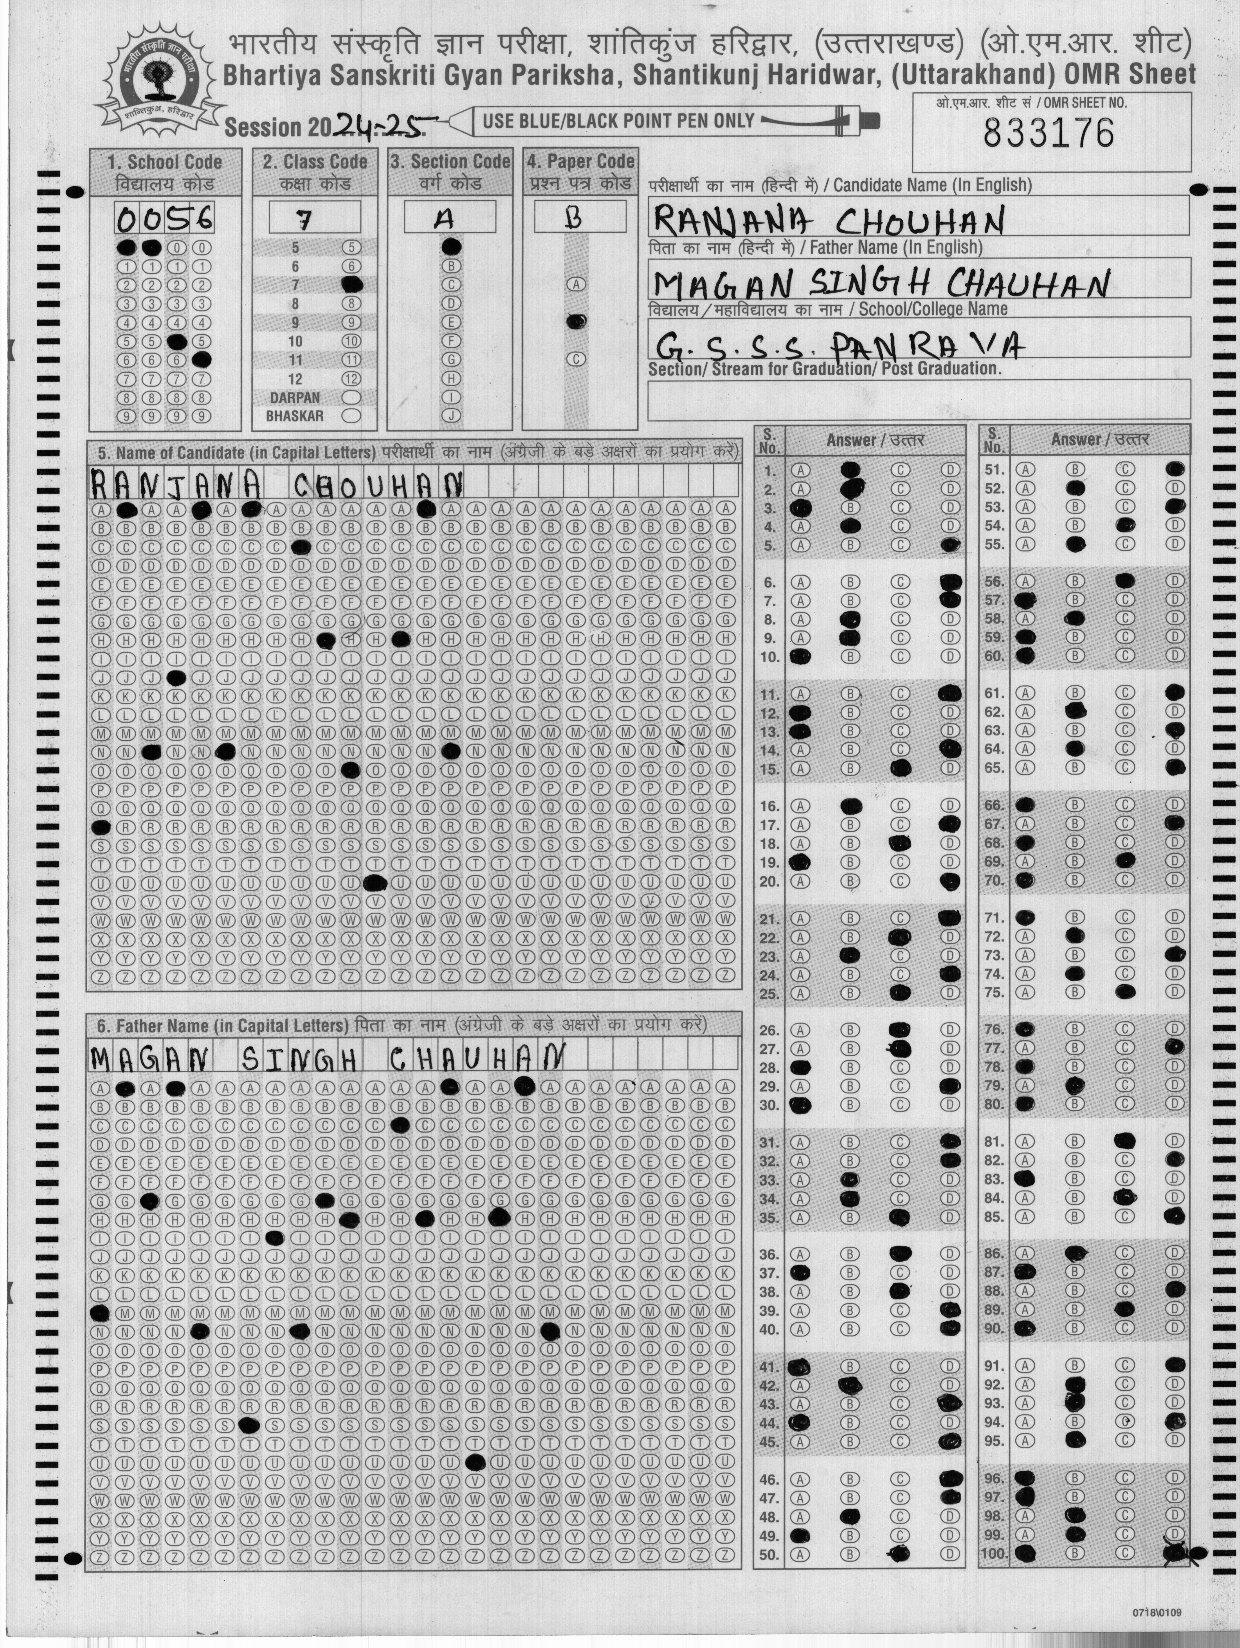 भारतीय संस्कृति ज्ञान परीक्षा, शांतिकुंज हरिद्वार, (उत्तराखण्ड) (ओ.एम.आर. शीट)
Bhartiya Sanskriti Gyan Pariksha, Shantikunj Haridwar, (Uttarakhand) OMR Sheet
Session 2024-25 USE BLUE/BLACK POINT PEN ONLY
ओ.एम.आर. शीट सं / OMR SHEET NO.
833176
1. School Code
विद्यालय कोड
0056
2. Class Code
कक्षा कोड
7
5
6
7
8
9
10
11
12
DARPAN
BHASKAR
3. Section Code
वर्ग कोड
A
4. Paper Code
प्रश्न पत्र कोड
B
परीक्षार्थी का नाम (हिन्दी में) / Candidate Name (In English)
RANJANA CHOUHAN
पिता का नाम (हिन्दी में) / Father Name (In English)
MAGAN SINGH CHAUHAN
विद्यालय/महाविद्यालय का नाम / School/College Name
G.S.S.S. PANRAVA
Section/ Stream for Graduation/ Post Graduation.
5. Name of Candidate (in Capital Letters) परीक्षार्थी का नाम (अंग्रेजी के बड़े अक्षरों का प्रयोग करें)
RANJANA CHOUHAN
6. Father Name (in Capital Letters) पिता का नाम (अंग्रेजी के बड़े अक्षरों का प्रयोग करें)
MAGAN SINGH CHAUHAN
S. No. Answer / उत्तर
S. No. Answer / उत्तर
0718\0109